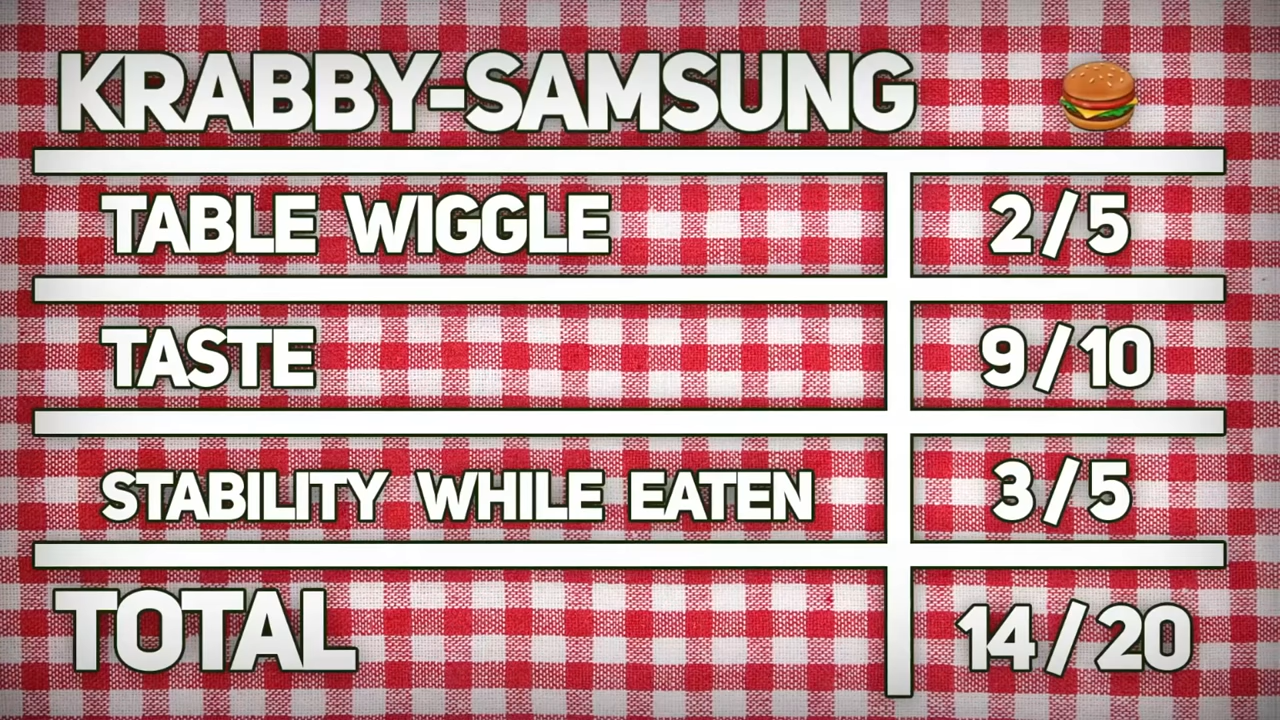 KRABBY-SAMSUNG
TABLE WIGGLE 2/5
TASTE 9/10
STABILITY WHILE EATEN 3/5
TOTAL 14/20